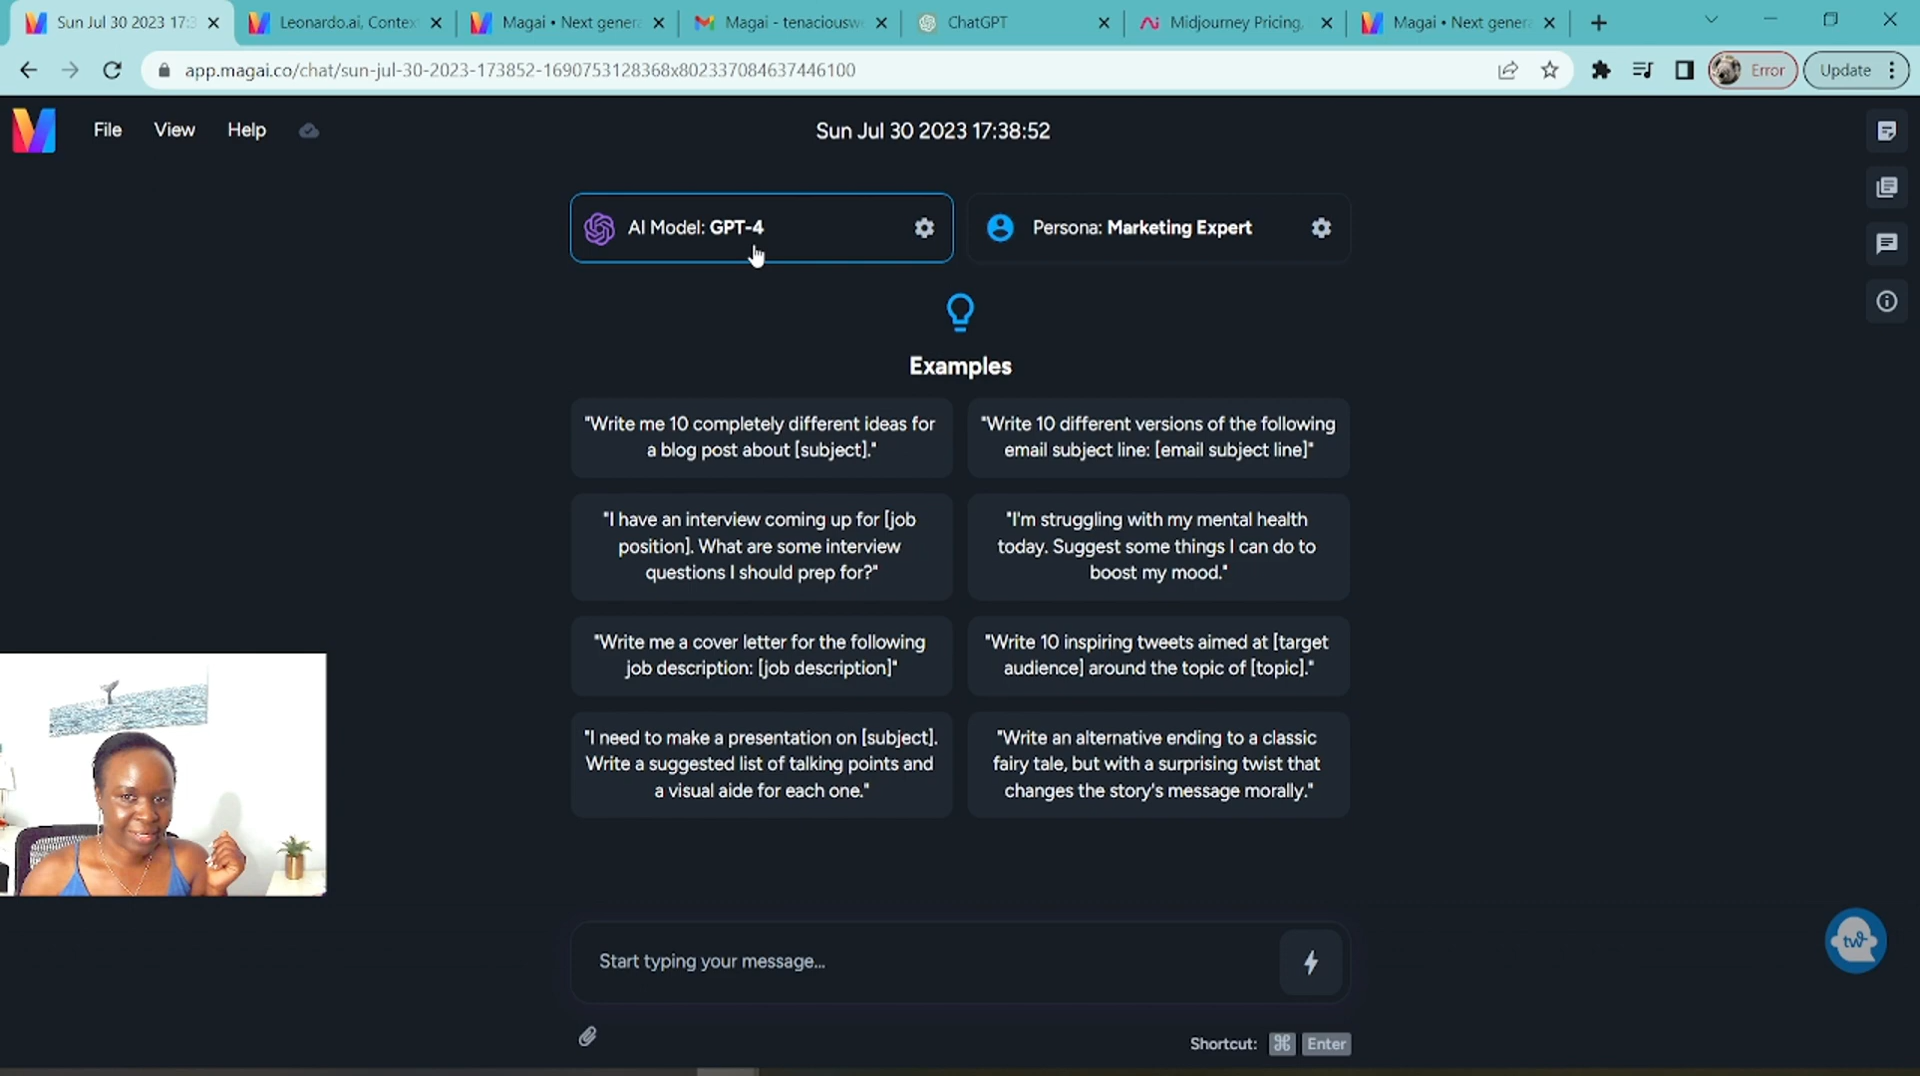 Sun Jul 30 2023 17:3
Leonardo.ai, Contex
Magai • Next genera
Magai - tenaciousw
ChatGPT
Midjourney Pricing,
Magai • Next genera
app.magai.co/chat/sun-jul-30-2023-173852-1690753128368x802337084637446100
Error
Update
File
View
Help
Sun Jul 30 2023 17:38:52
AI Model: GPT-4
Persona: Marketing Expert
Examples
"Write me 10 completely different ideas for
a blog post about [subject]."
"Write 10 different versions of the following
email subject line: [email subject line]"
"I have an interview coming up for [job
position]. What are some interview
questions I should prep for?"
"I'm struggling with my mental health
today. Suggest some things I can do to
boost my mood."
"Write me a cover letter for the following
job description: [job description]"
"Write 10 inspiring tweets aimed at [target
audience] around the topic of [topic]."
"I need to make a presentation on [subject].
Write a suggested list of talking points and
a visual aide for each one."
"Write an alternative ending to a classic
fairy tale, but with a surprising twist that
changes the story's message morally."
Start typing your message...
tw
Shortcut: ⌘ Enter